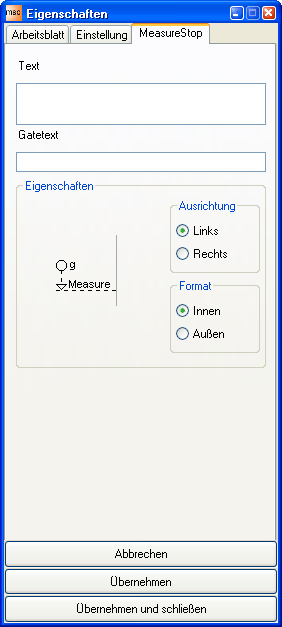 msc Eigenschaften
Arbeitsblatt Einstellung MeasureStop
Text
Gatetext
Eigenschaften
Ausrichtung
Links
Rechts
g
Measure
Format
Innen
Außen
Abbrechen
Übernehmen
Übernehmen und schließen